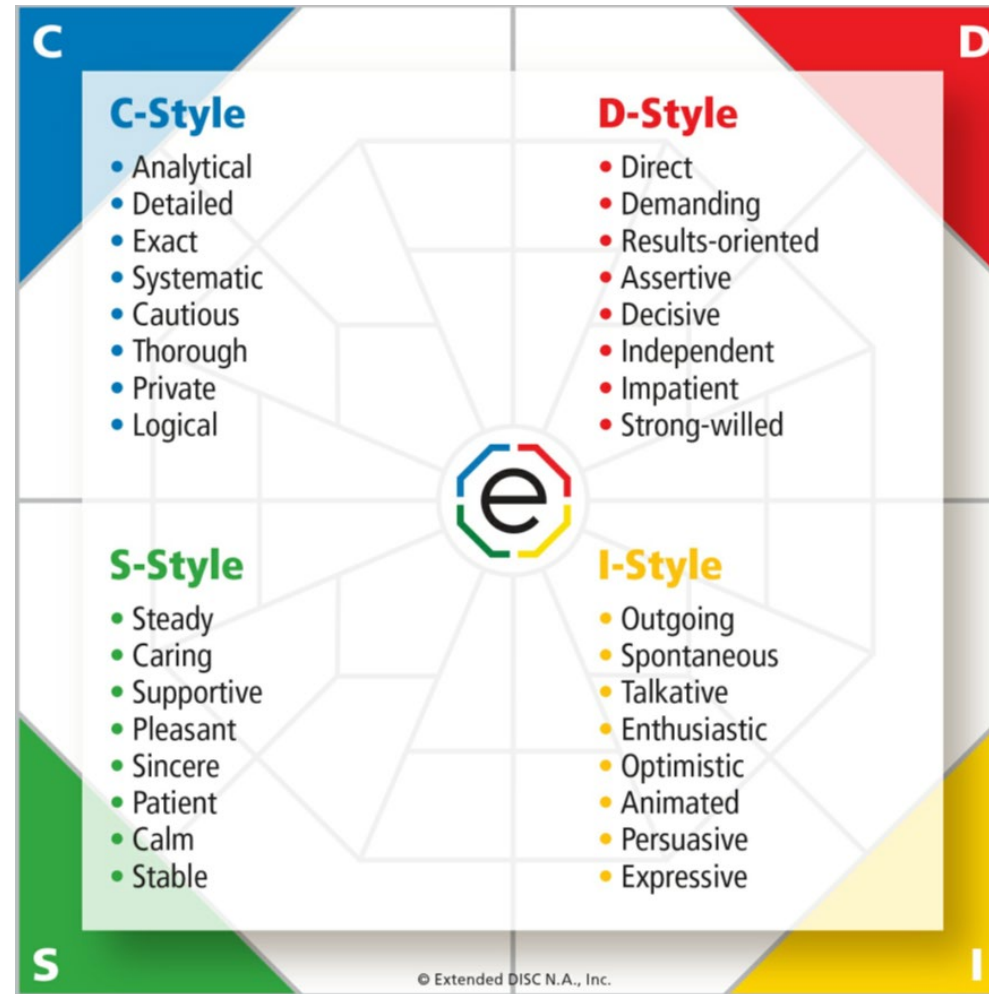 C
D
C-Style
• Analytical
• Detailed
• Exact
• Systematic
• Cautious
• Thorough
• Private
• Logical
D-Style
• Direct
• Demanding
• Results-oriented
• Assertive
• Decisive
• Independent
• Impatient
• Strong-willed
e
S-Style
• Steady
• Caring
• Supportive
• Pleasant
• Sincere
• Patient
• Calm
• Stable
I-Style
• Outgoing
• Spontaneous
• Talkative
• Enthusiastic
• Optimistic
• Animated
• Persuasive
• Expressive
S
I
© Extended DISC N.A., Inc.